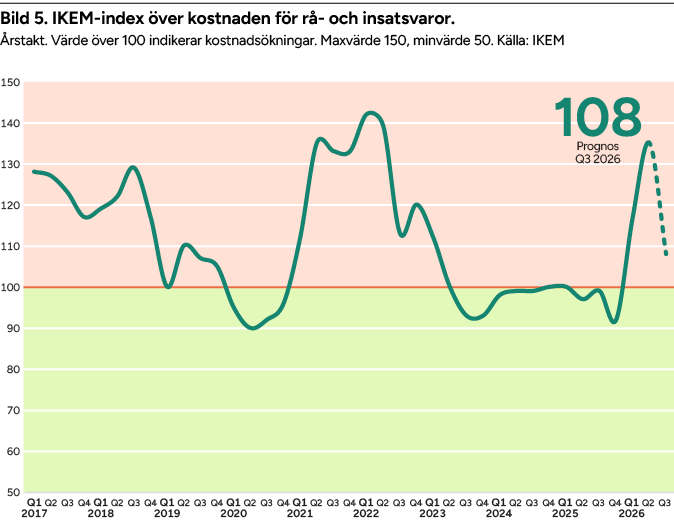 Bild 5. IKEM-index över kostnaden för rå- och insatsvaror.
Årstakt. Värde över 100 indikerar kostnadsökningar. Maxvärde 150, minvärde 50. Källa: IKEM
150
140
130
120
110
100
90
80
70
60
50
108
Prognos
Q3 2026
Q1 Q2 Q3 Q4 Q1 Q2 Q3 Q4 Q1 Q2 Q3 Q4 Q1 Q2 Q3 Q4 Q1 Q2 Q3 Q4 Q1 Q2 Q3 Q4 Q1 Q2 Q3 Q4 Q1 Q2 Q3 Q4 Q1 Q2 Q3 Q4 Q1 Q2 Q3
2017 2018 2019 2020 2021 2022 2023 2024 2025 2026